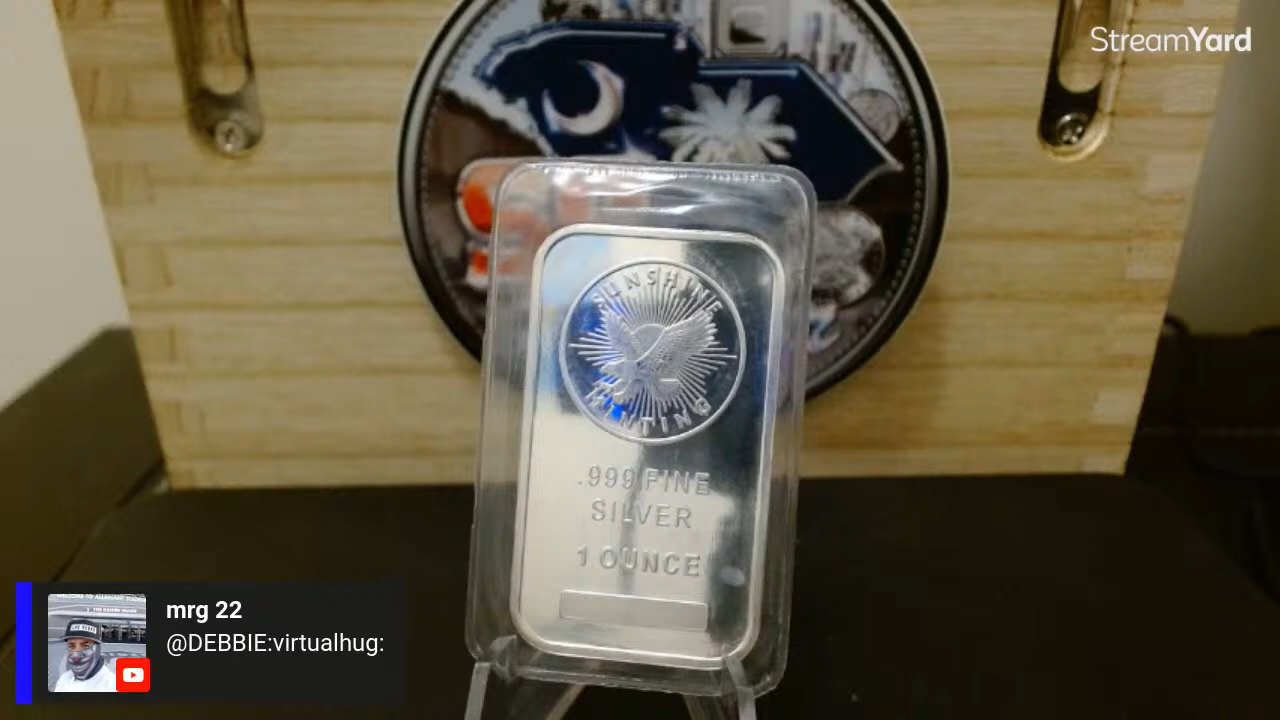 StreamYard
SUNSHINE
MINTING
.999 FINE
SILVER
1 OUNCE
mrg 22
@DEBBIE:virtualhug: